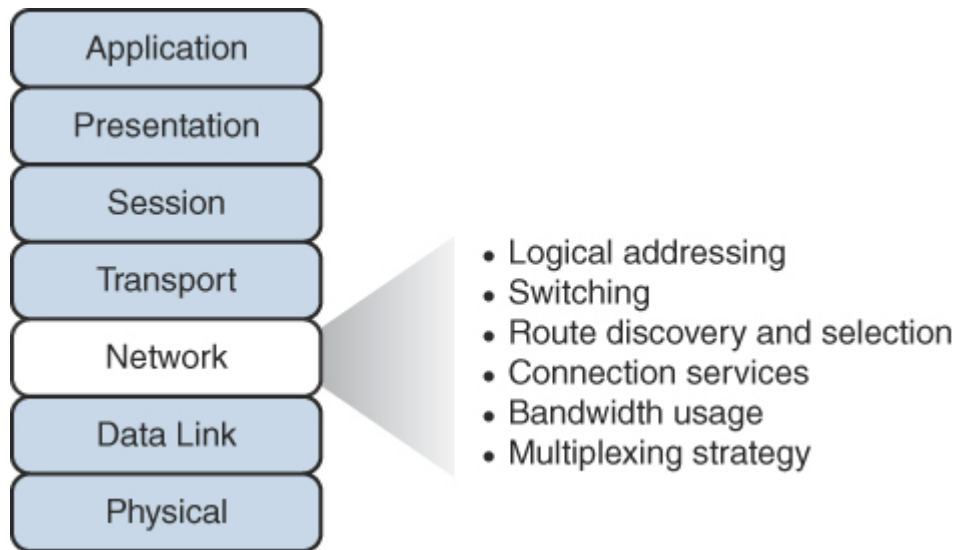 Application
Presentation
Session
Transport
Network
Data Link
Physical
• Logical addressing
• Switching
• Route discovery and selection
• Connection services
• Bandwidth usage
• Multiplexing strategy